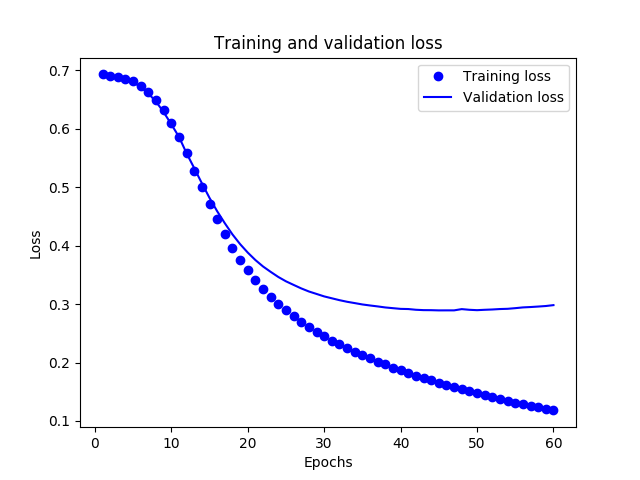 Training and validation loss
Training loss
Validation loss
Loss
0.7
0.6
0.5
0.4
0.3
0.2
0.1
0 10 20 30 40 50 60
Epochs